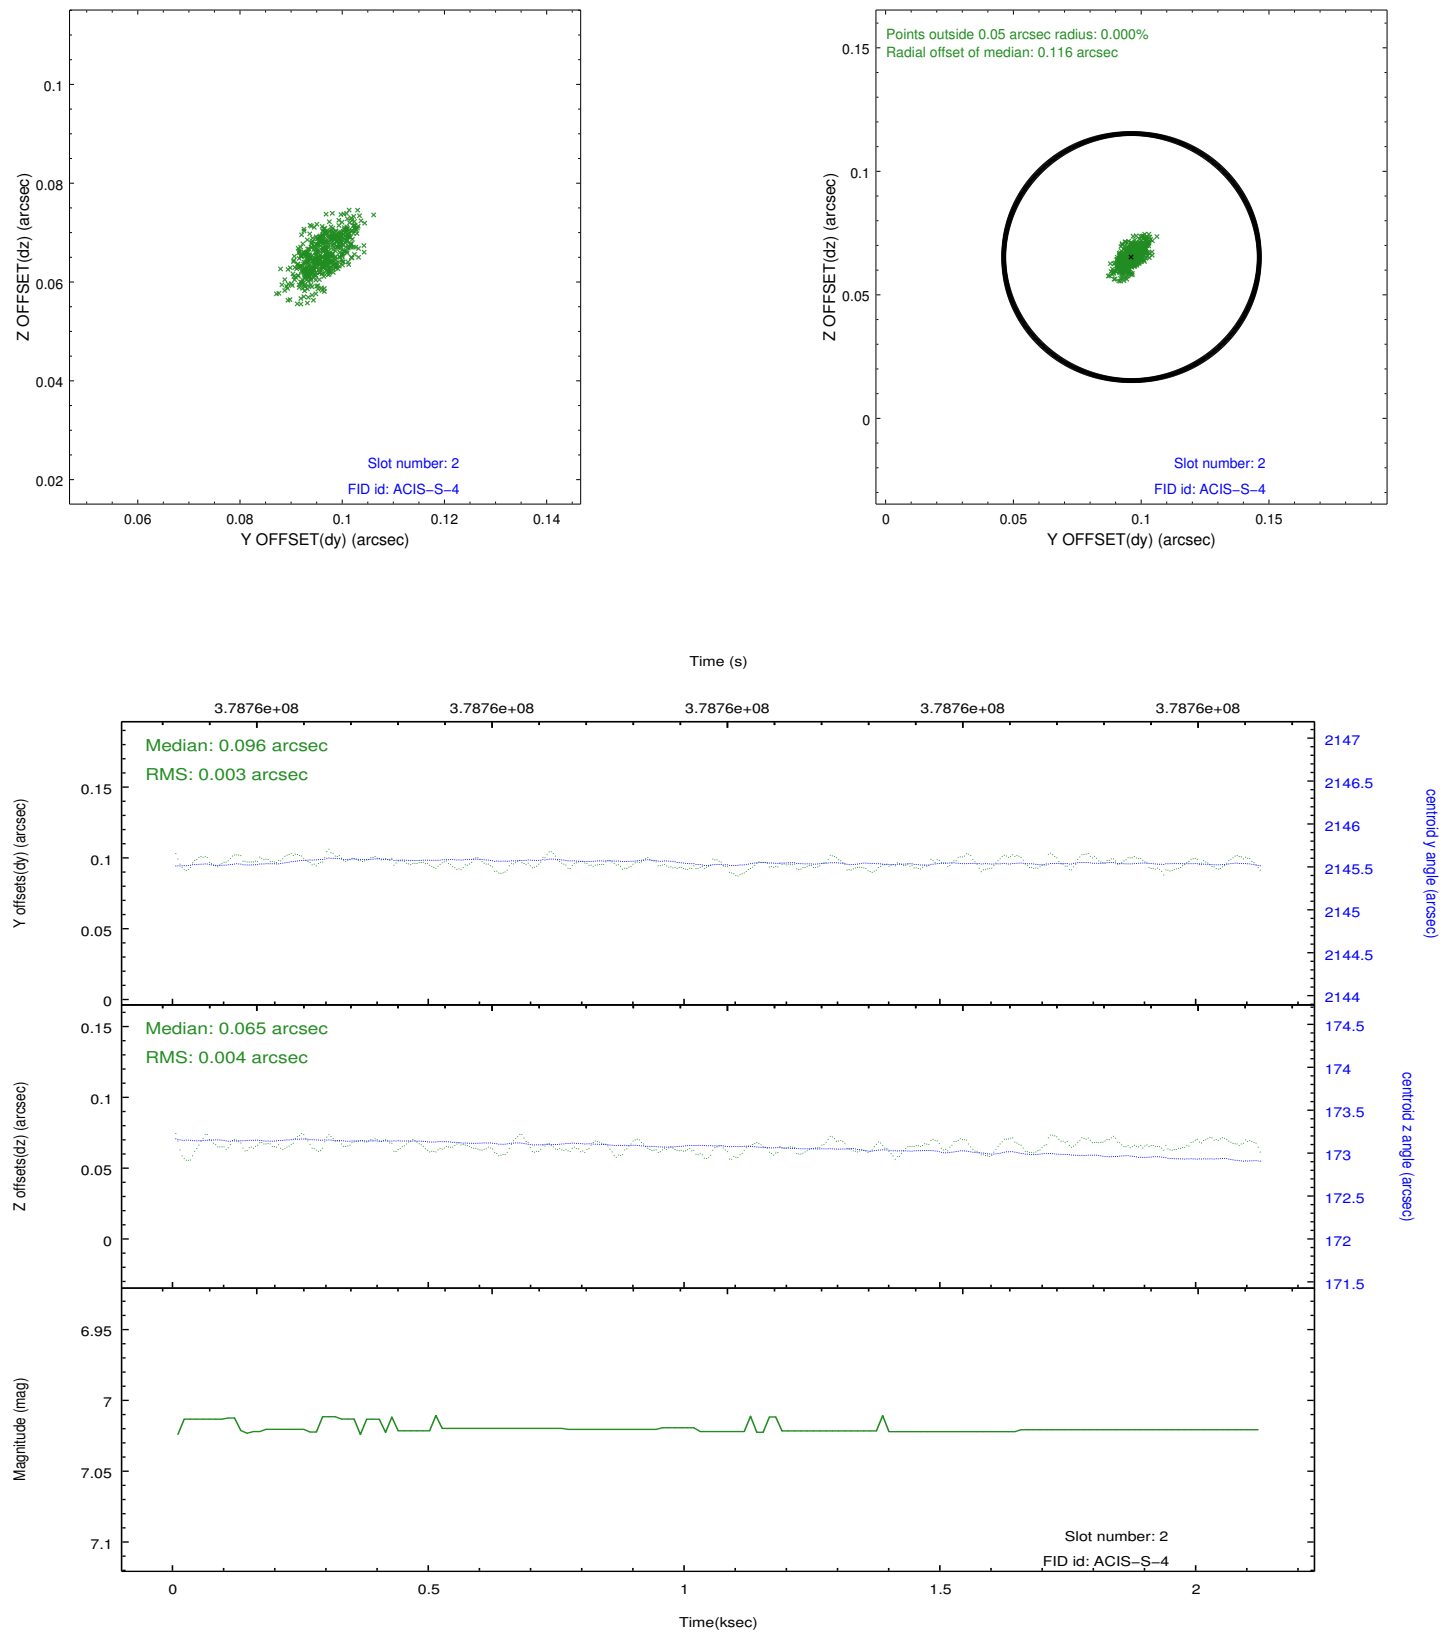 0.1
0.08
0.06
0.04
0.02
Z OFFSET(dz) (arcsec)
Slot number: 2
FID id: ACIS−S−4
0.06 0.08 0.1 0.12 0.14
Y OFFSET(dy) (arcsec)
Points outside 0.05 arcsec radius: 0.000%
Radial offset of median: 0.116 arcsec
0.15
0.1
0.05
0
Z OFFSET(dz) (arcsec)
Slot number: 2
FID id: ACIS−S−4
0 0.05 0.1 0.15
Y OFFSET(dy) (arcsec)
Time (s)
3.7876e+08 3.7876e+08 3.7876e+08 3.7876e+08 3.7876e+08
Median: 0.096 arcsec
RMS: 0.003 arcsec
0.15
0.1
0.05
0
Y offsets(dy) (arcsec)
2147
2146.5
2146
2145.5
2145
2144.5
2144
centroid y angle (arcsec)
Median: 0.065 arcsec
RMS: 0.004 arcsec
0.15
0.1
0.05
0
Z offsets(dz) (arcsec)
174.5
174
173.5
173
172.5
172
171.5
centroid z angle (arcsec)
6.95
7
7.05
7.1
Magnitude (mag)
Slot number: 2
FID id: ACIS−S−4
0 0.5 1 1.5 2
Time(ksec)